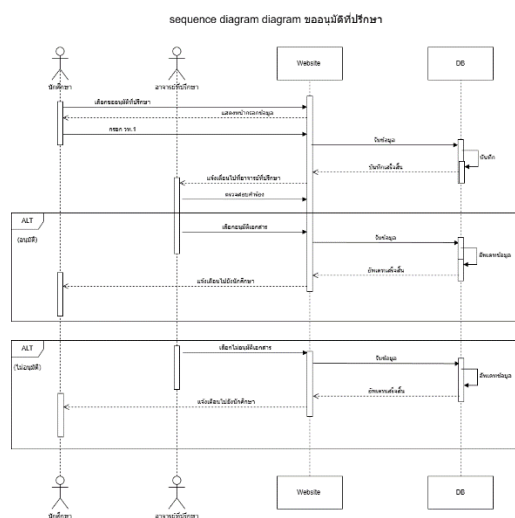 sequence diagram diagram ขออนุมัติที่ปรึกษา
นักศึกษา
อาจารย์ที่ปรึกษา
Website
DB
เลือกขออนุมัติที่ปรึกษา
แสดงหน้ากรอกข้อมูล
กรอก วท.1
รับข้อมูล
บันทึก
บันทึกเสร็จสิ้น
แจ้งเตือนไปที่อาจารย์ที่ปรึกษา
ตรวจสอบคำร้อง
ALT
(อนุมัติ)
เลือกอนุมัติเอกสาร
รับข้อมูล
อัพเดทข้อมูล
อัพเดทเสร็จสิ้น
แจ้งเตือนไปยังนักศึกษา
ALT
(ไม่อนุมัติ)
เลือกไม่อนุมัติเอกสาร
รับข้อมูล
อัพเดทข้อมูล
อัพเดทเสร็จสิ้น
แจ้งเตือนไปยังนักศึกษา
นักศึกษา
อาจารย์ที่ปรึกษา
Website
DB